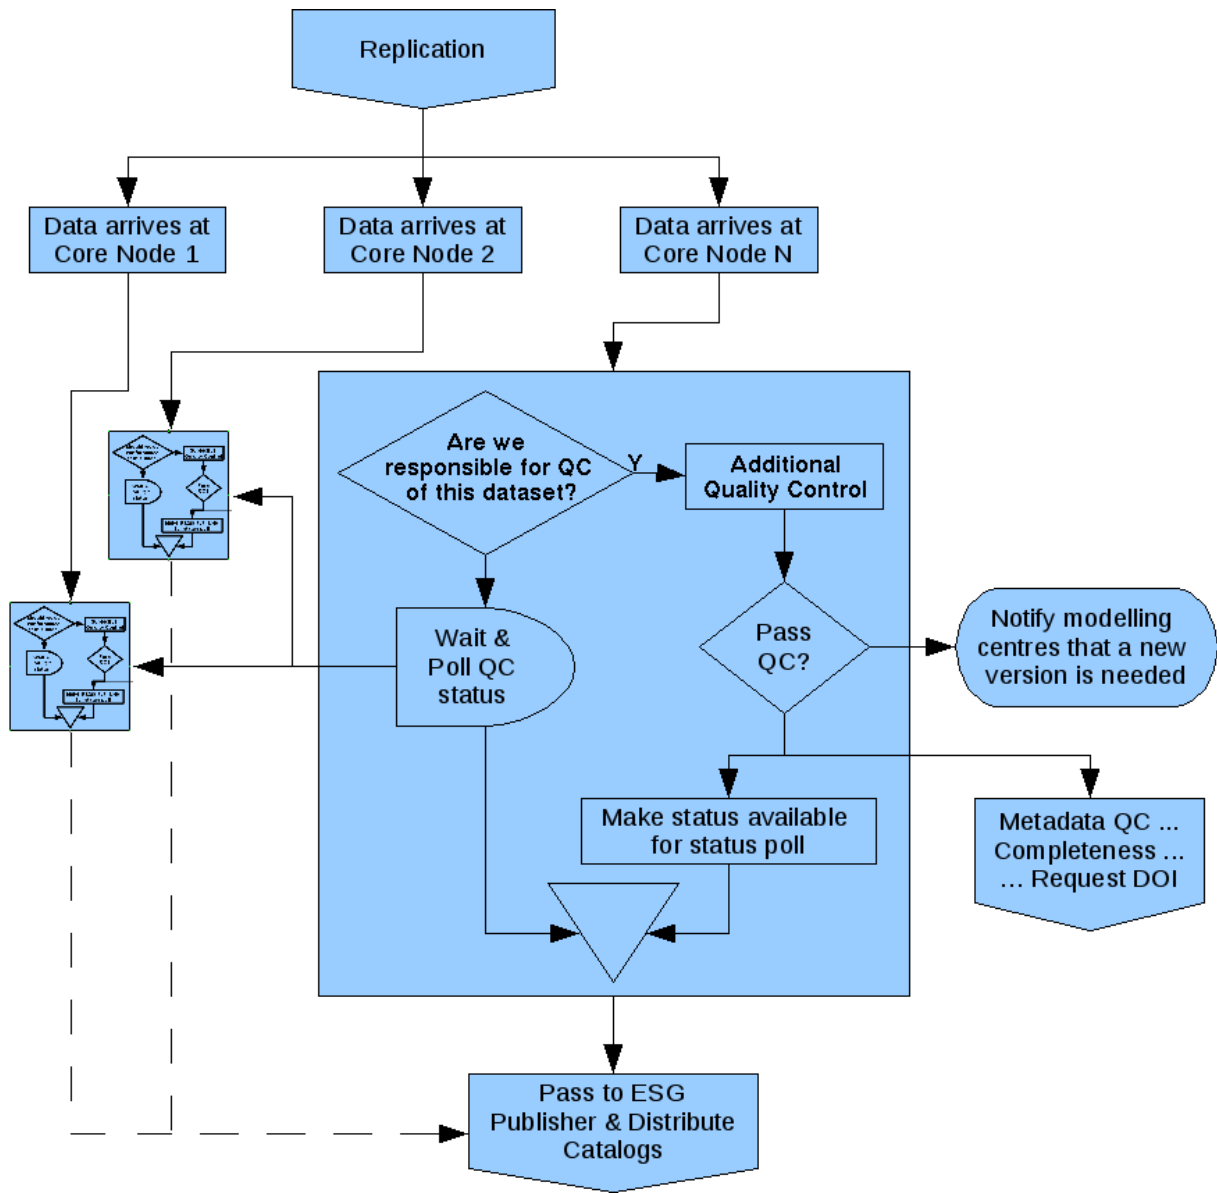 Replication
Data arrives at
Core Node 1
Data arrives at
Core Node 2
Data arrives at
Core Node N
Are we
responsible for QC
of this dataset?
Y
Additional
Quality Control
Wait &
Poll QC
status
Pass
QC?
Notify modelling
centres that a new
version is needed
Make status available
for status poll
Metadata QC ...
Completeness ...
... Request DOI
Pass to ESG
Publisher & Distribute
Catalogs